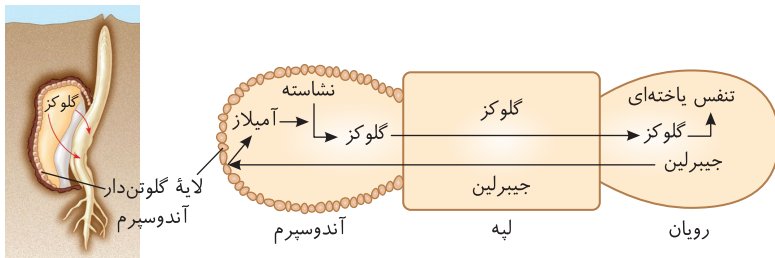 گلوکز
لایهٔ گلوتن‌دار
آندوسپرم
نشاسته
آمیلاز
گلوکز
گلوکز
جیبرلین
تنفس یاخته‌ای
گلوکز
جیبرلین
آندوسپرم
لپه
رویان